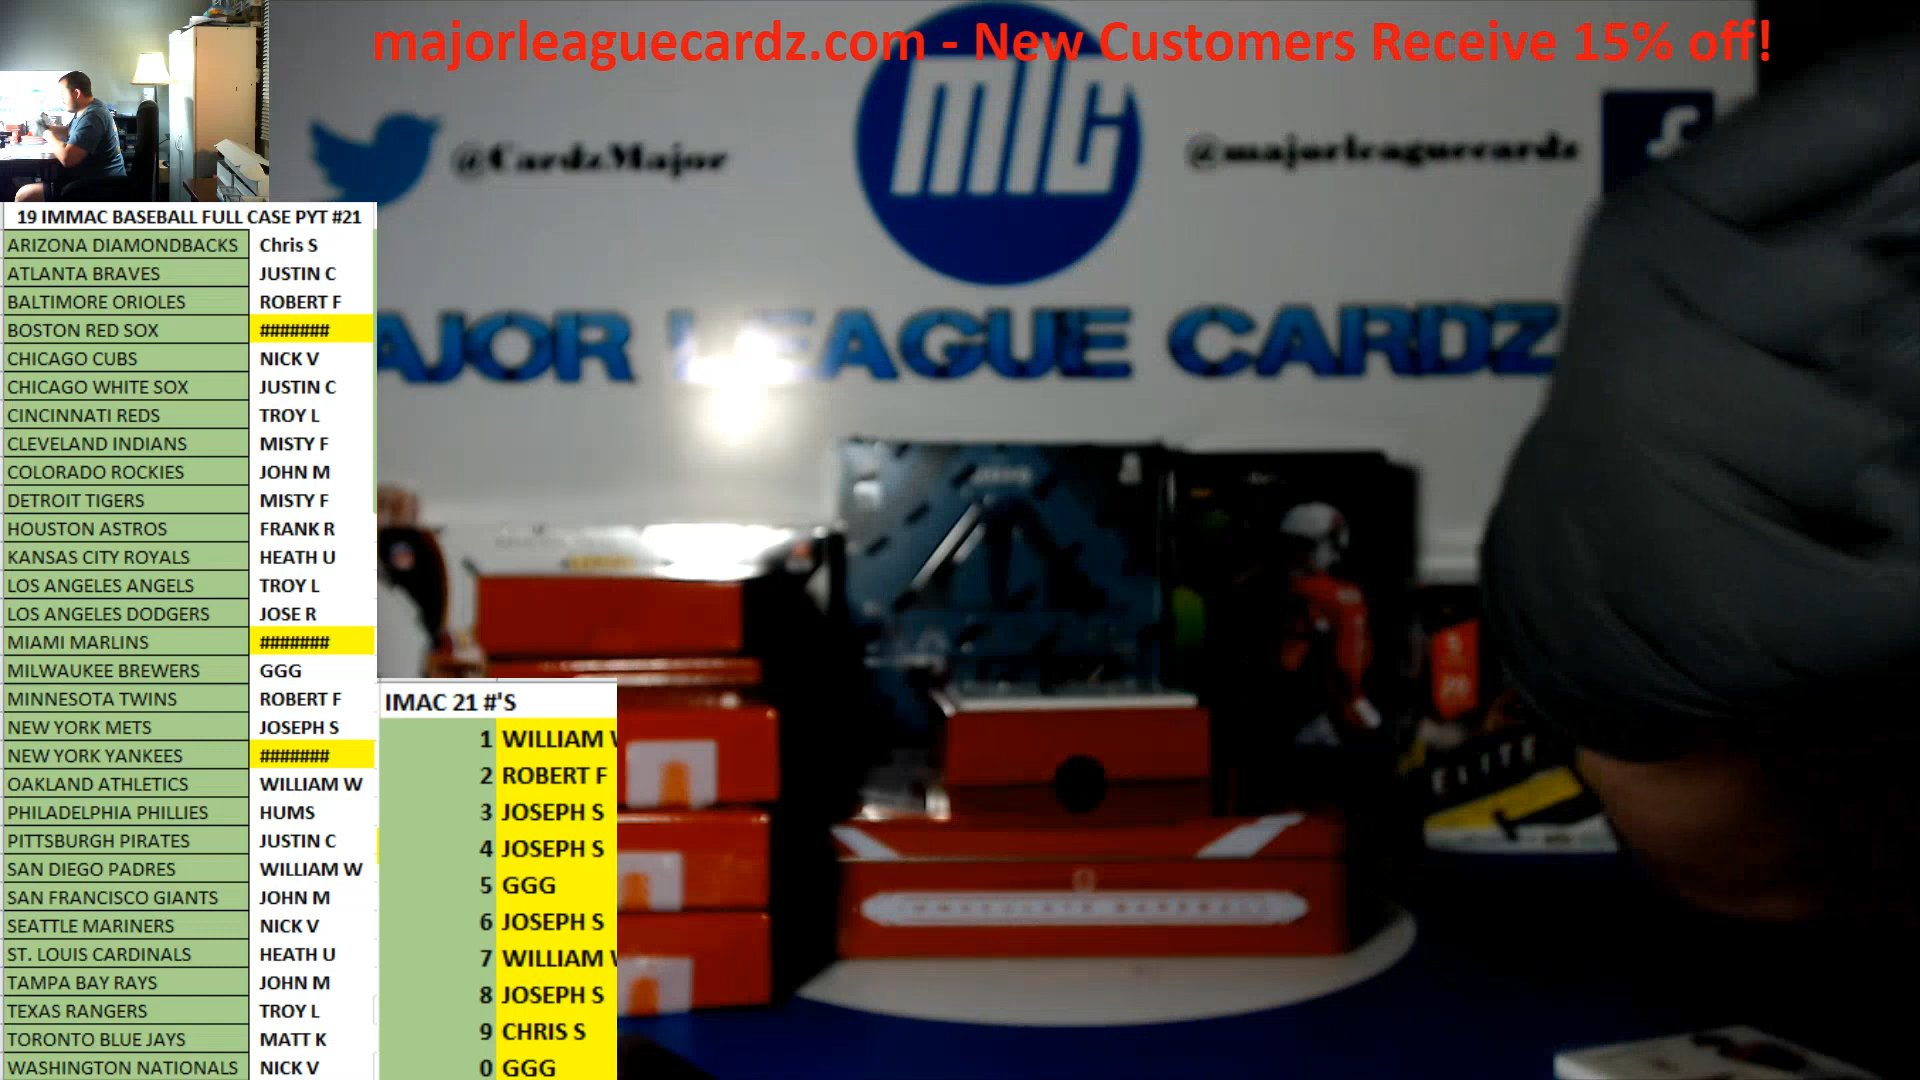 majorleaguecardz.com - New Customers Receive 15% off!
@CardzMajor
MLC
@majorleaguecardz
f
AJOR LEAGUE CARDZ
19 IMMAC BASEBALL FULL CASE PYT #21
ARIZONA DIAMONDBACKS Chris S
ATLANTA BRAVES JUSTIN C
BALTIMORE ORIOLES ROBERT F
BOSTON RED SOX #######
CHICAGO CUBS NICK V
CHICAGO WHITE SOX JUSTIN C
CINCINNATI REDS TROY L
CLEVELAND INDIANS MISTY F
COLORADO ROCKIES JOHN M
DETROIT TIGERS MISTY F
HOUSTON ASTROS FRANK R
KANSAS CITY ROYALS HEATH U
LOS ANGELES ANGELS TROY L
LOS ANGELES DODGERS JOSE R
MIAMI MARLINS #######
MILWAUKEE BREWERS GGG
MINNESOTA TWINS ROBERT F
NEW YORK METS JOSEPH S
NEW YORK YANKEES #######
OAKLAND ATHLETICS WILLIAM W
PHILADELPHIA PHILLIES HUMS
PITTSBURGH PIRATES JUSTIN C
SAN DIEGO PADRES WILLIAM W
SAN FRANCISCO GIANTS JOHN M
SEATTLE MARINERS NICK V
ST. LOUIS CARDINALS HEATH U
TAMPA BAY RAYS JOHN M
TEXAS RANGERS TROY L
TORONTO BLUE JAYS MATT K
WASHINGTON NATIONALS NICK V
IMAC 21 #'S
1 WILLIAM W
2 ROBERT F
3 JOSEPH S
4 JOSEPH S
5 GGG
6 JOSEPH S
7 WILLIAM W
8 JOSEPH S
9 CHRIS S
0 GGG
ELITE
IMMACULATE BASEBALL